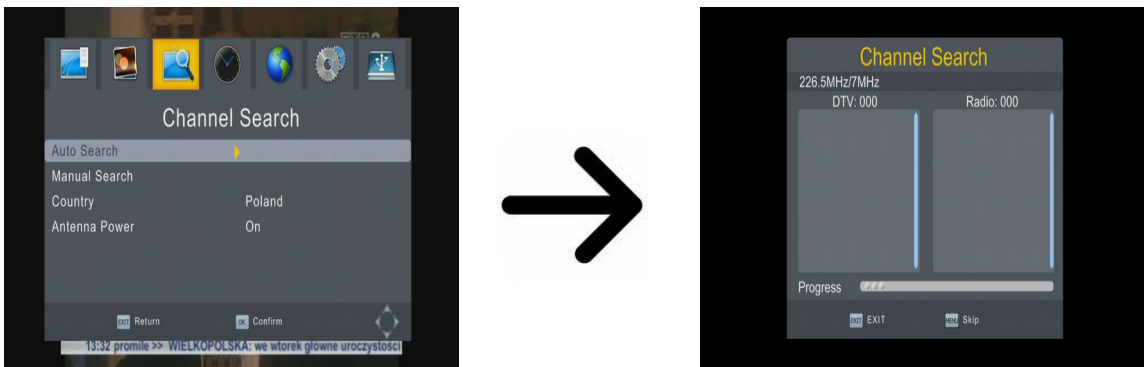 Channel Search
Auto Search
Manual Search
Country Poland
Antenna Power On
EXIT Return OK Confirm
13:32 promile >> WIELKOPOLSKA: we wtorek główne uroczystości
Channel Search
226.5MHz/7MHz
DTV: 000 Radio: 000
Progress
EXIT EXIT MENU Skip